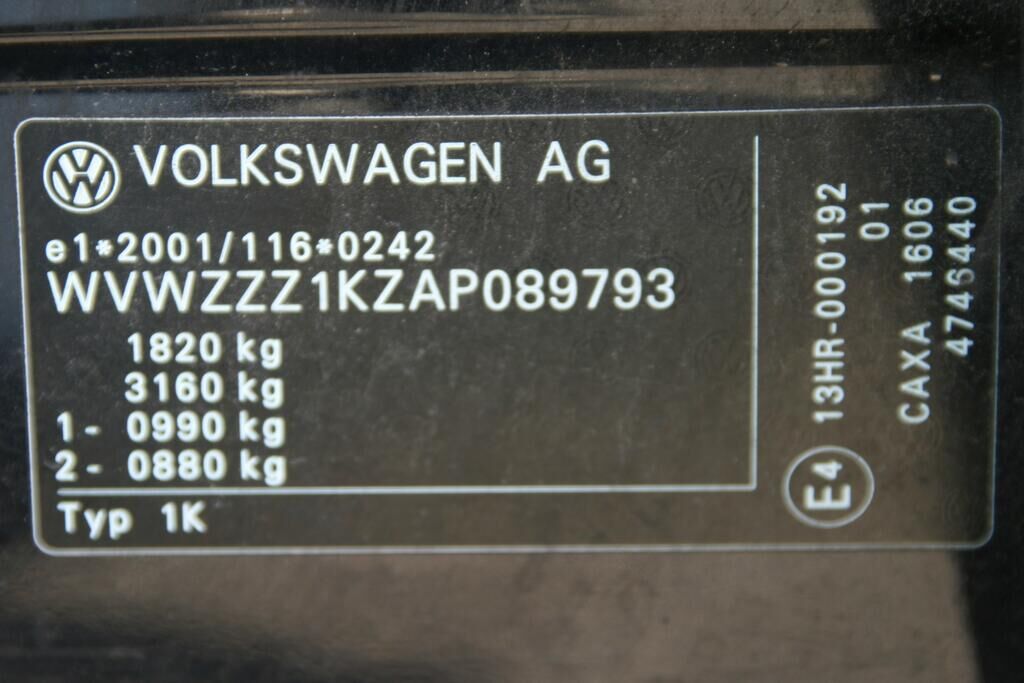 VOLKSWAGEN AG
e1*2001/116*0242
WVWZZZ1KZAP089793
1820 kg
3160 kg
1- 0990 kg
2- 0880 kg
Typ 1K
E4 13HR-000192
01
CAXA 1606
4746440